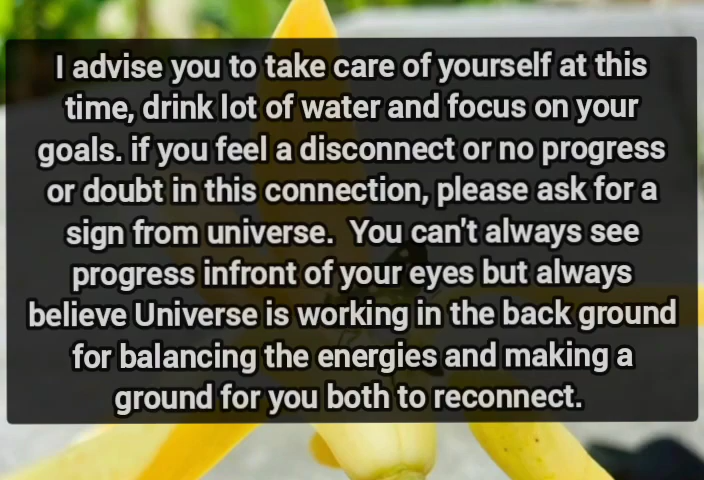 I advise you to take care of yourself at this
time, drink lot of water and focus on your
goals. if you feel a disconnect or no progress
or doubt in this connection, please ask for a
sign from universe.  You can't always see
progress infront of your eyes but always
believe Universe is working in the back ground
for balancing the energies and making a
ground for you both to reconnect.